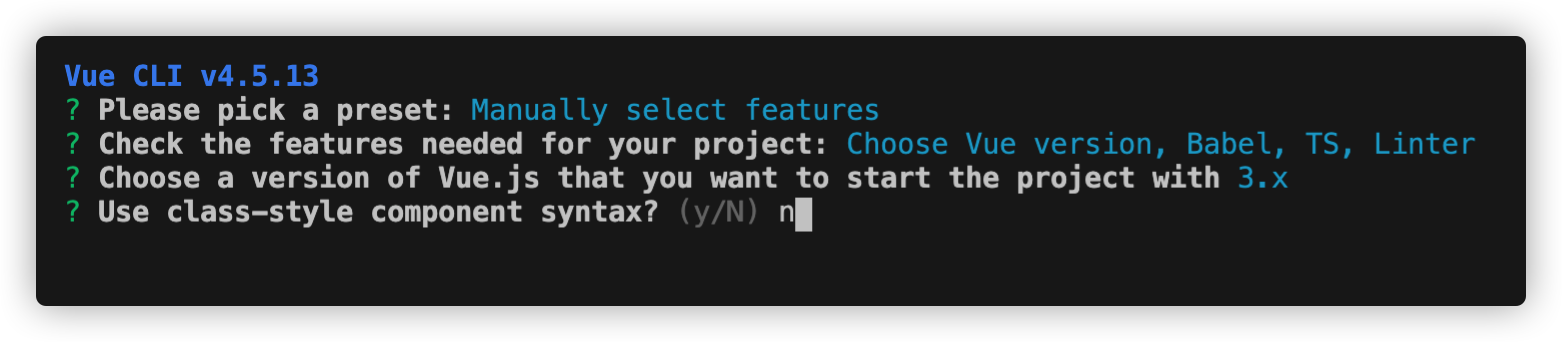 Vue CLI v4.5.13
? Please pick a preset: Manually select features
? Check the features needed for your project: Choose Vue version, Babel, TS, Linter
? Choose a version of Vue.js that you want to start the project with 3.x
? Use class-style component syntax? (y/N) n